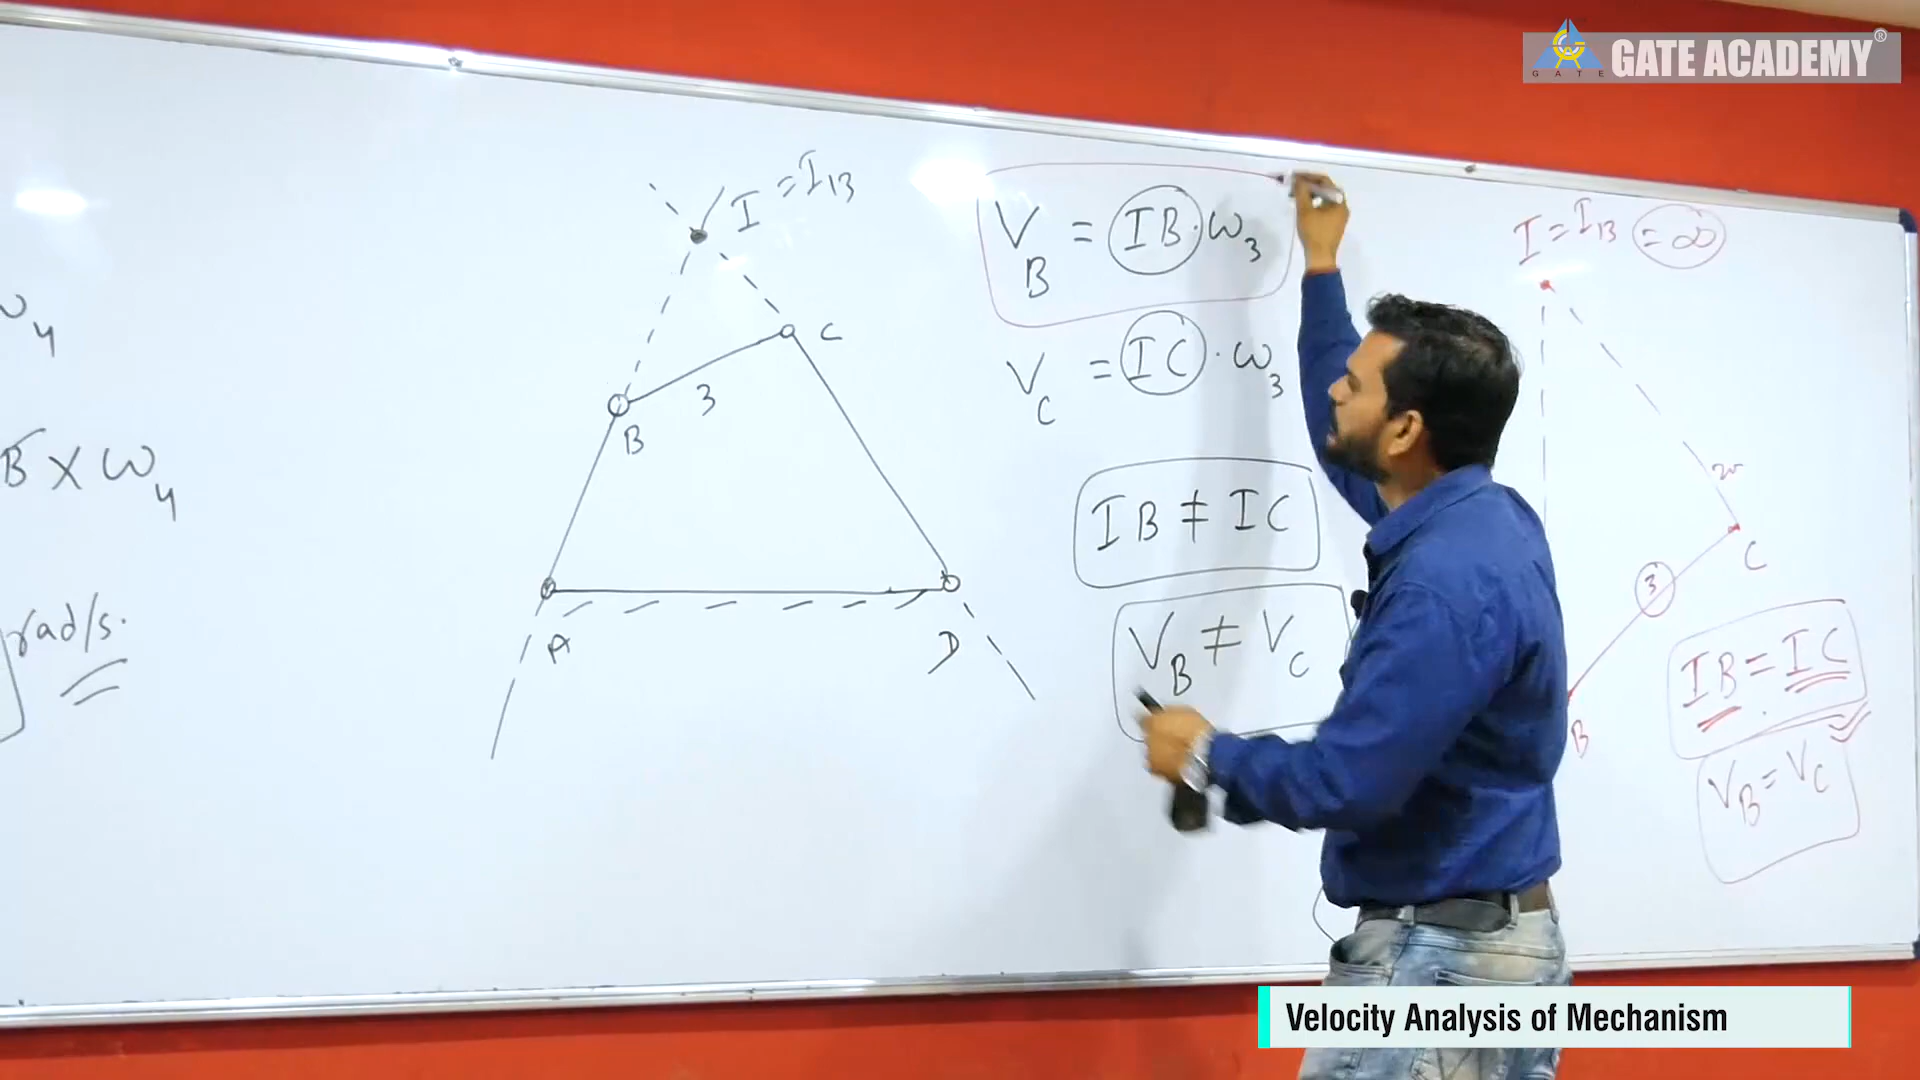 GATE
GATE ACADEMY®
ω4
B × ω4
rad/s.
I = I13
C
3
B
A
D
VB = IB · ω3
VC = IC · ω3
IB ≠ IC
VB ≠ VC
I = I13 = ∞
C
3
B
IB = IC
VB = VC
Velocity Analysis of Mechanism